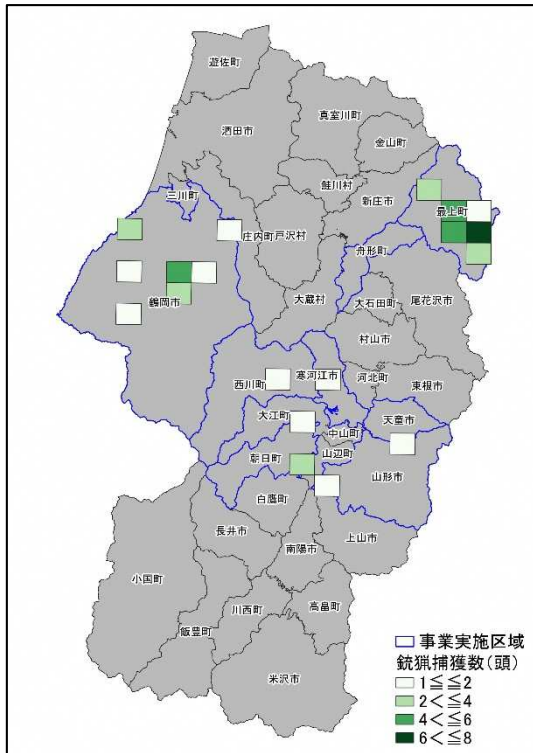 遊佐町
真室川町
酒田市
金山町
鮭川村
三川町
新庄市
最上町
庄内町
戸沢村
舟形町
鶴岡市
大蔵村
大石田町
尾花沢市
村山市
西川町
寒河江市
河北町
東根市
大江町
天童市
中山町
朝日町
山辺町
山形市
白鷹町
長井市
上山市
南陽市
小国町
川西町
高畠町
飯豊町
米沢市
事業実施区域
銃猟捕獲数(頭)
1≦≦2
2<≦4
4<≦6
6<≦8